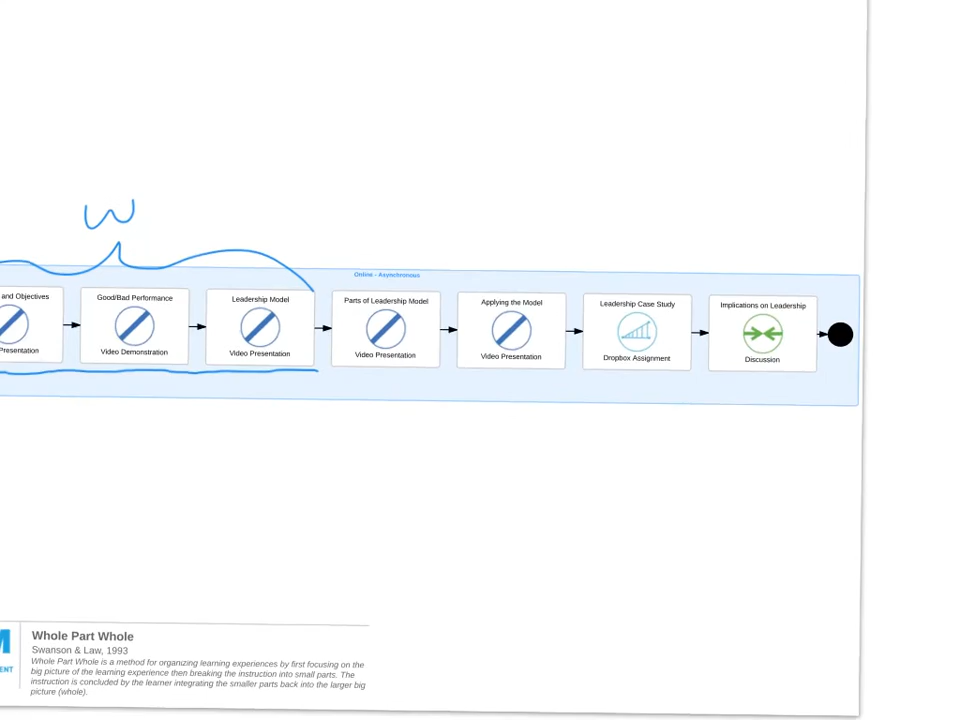 W
Online - Asynchronous
and Objectives
Presentation
Good/Bad Performance
Video Demonstration
Leadership Model
Video Presentation
Parts of Leadership Model
Video Presentation
Applying the Model
Video Presentation
Leadership Case Study
Dropbox Assignment
Implications on Leadership
Discussion
M
ENT
Whole Part Whole
Swanson & Law, 1993
Whole Part Whole is a method for organizing learning experiences by first focusing on the
big picture of the learning experience then breaking the instruction into small parts. The
instruction is concluded by the learner integrating the smaller parts back into the larger big
picture (whole).